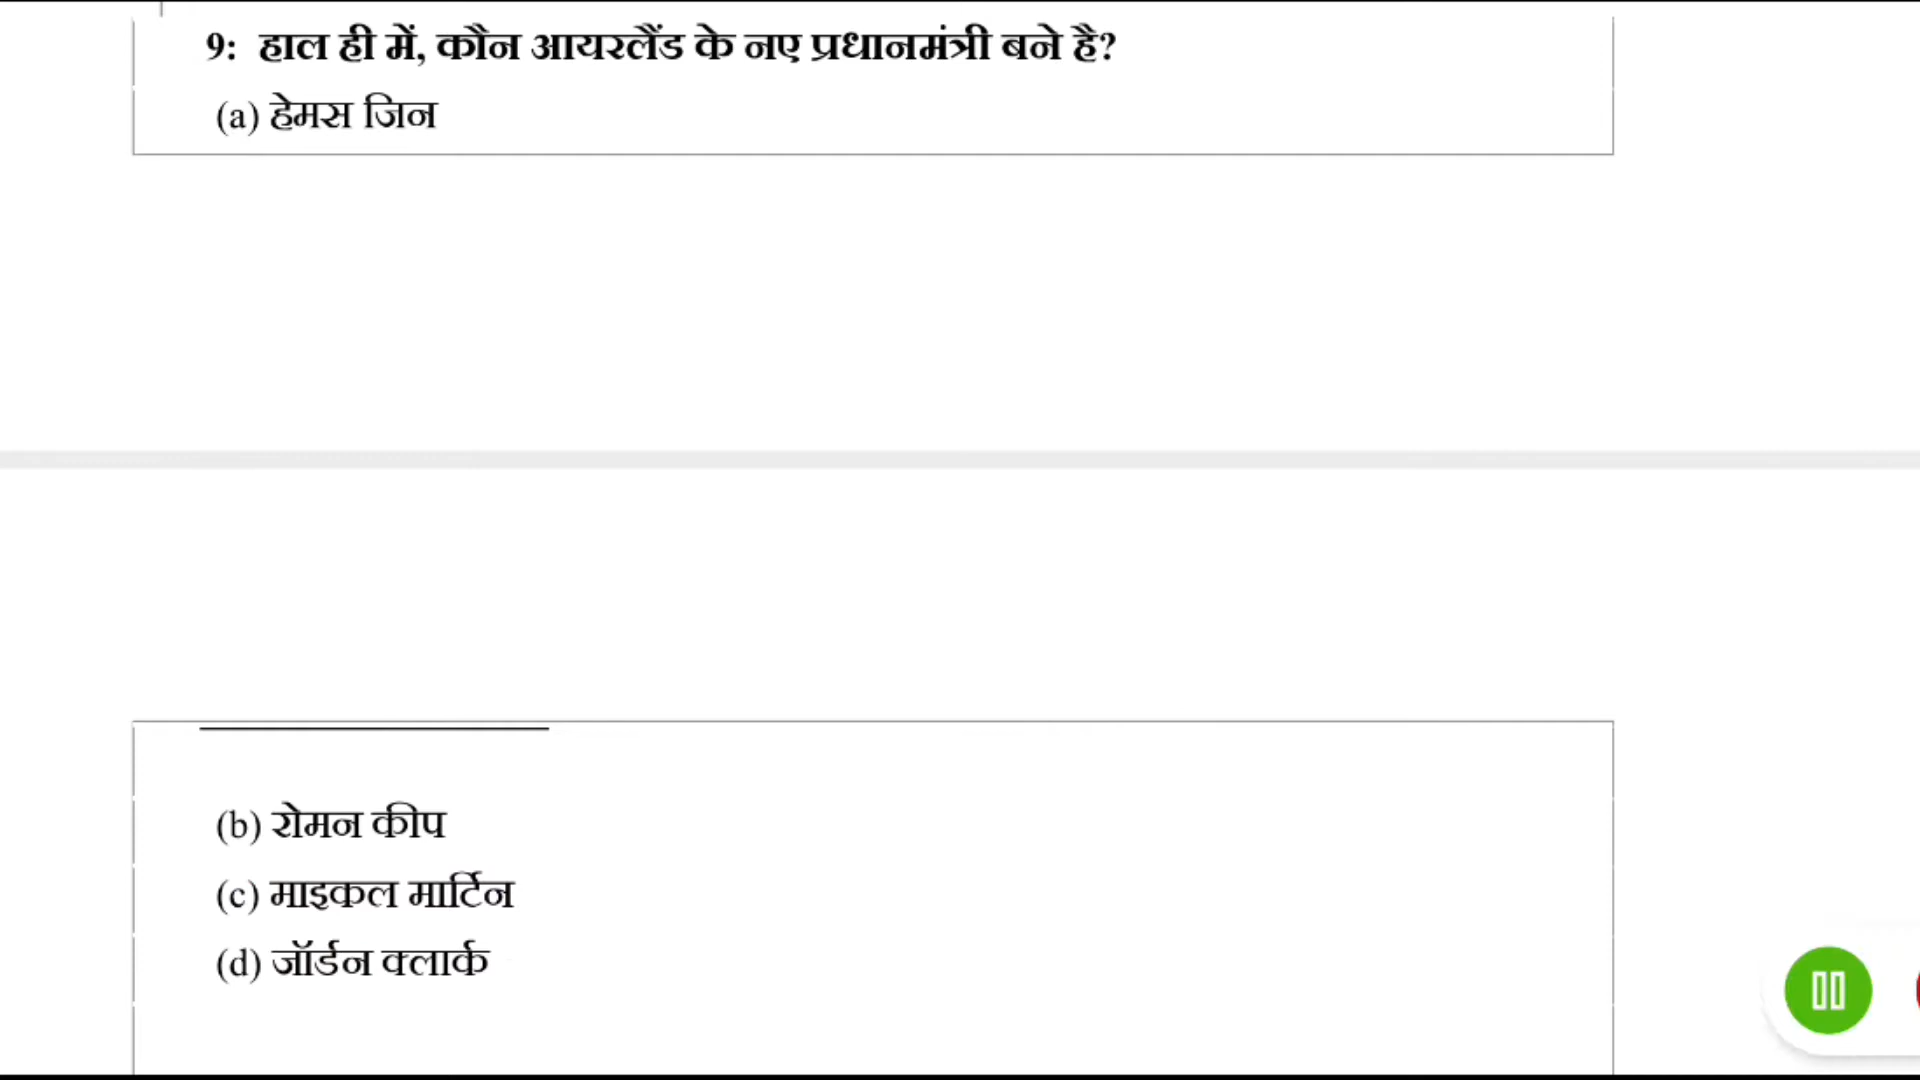 9: हाल ही में, कौन आयरलैंड के नए प्रधानमंत्री बने है?
(a) हेमस जिन
(b) रोमन कीप
(c) माइकल मार्टिन
(d) जॉर्डन क्लार्क